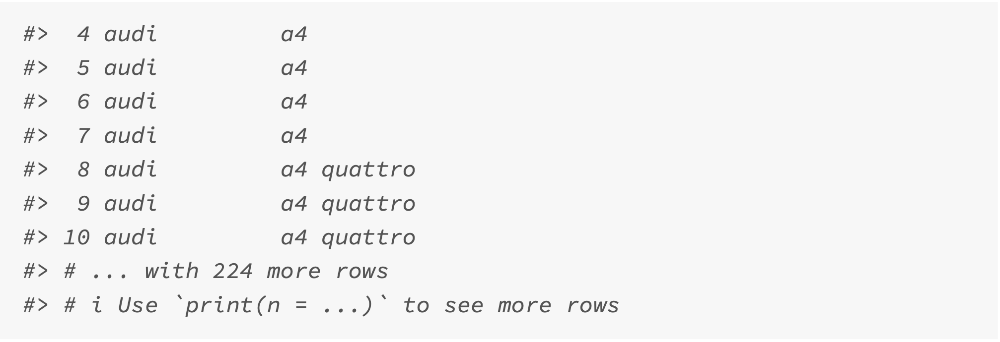 #>  4 audi         a4
#>  5 audi         a4
#>  6 audi         a4
#>  7 audi         a4
#>  8 audi         a4 quattro
#>  9 audi         a4 quattro
#> 10 audi         a4 quattro
#> # ... with 224 more rows
#> # i Use `print(n = ...)` to see more rows